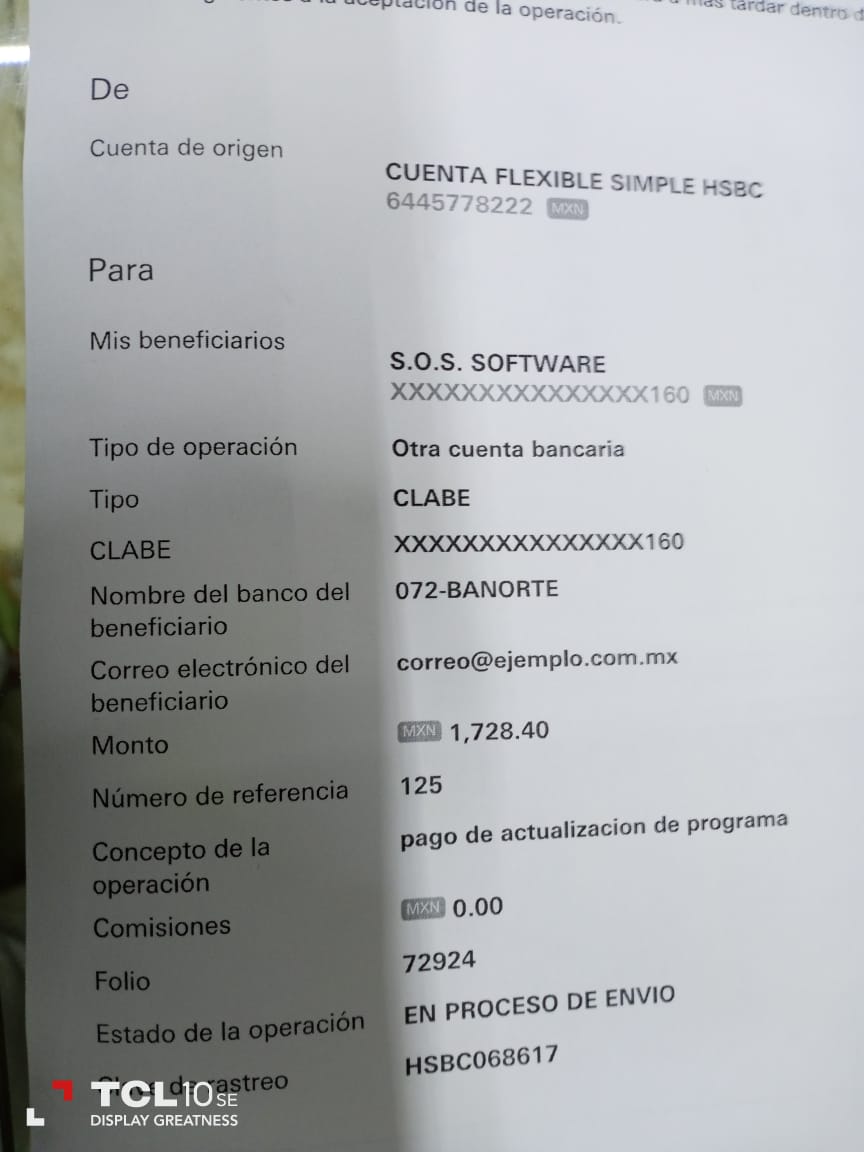 aceptación de la operación.
más tardar dentro
De
Cuenta de origen
CUENTA FLEXIBLE SIMPLE HSBC
6445778222 MXN
Para
Mis beneficiarios
S.O.S. SOFTWARE
XXXXXXXXXXXXXXX160 MXN
Tipo de operación Otra cuenta bancaria
Tipo CLABE
CLABE XXXXXXXXXXXXXXX160
Nombre del banco del 072-BANORTE
beneficiario
Correo electrónico del correo@ejemplo.com.mx
beneficiario
Monto MXN 1,728.40
Número de referencia 125
Concepto de la pago de actualizacion de programa
operación
Comisiones MXN 0.00
Folio 72924
Estado de la operación EN PROCESO DE ENVIO
de rastreo HSBC068617
TCL 10 SE
DISPLAY GREATNESS